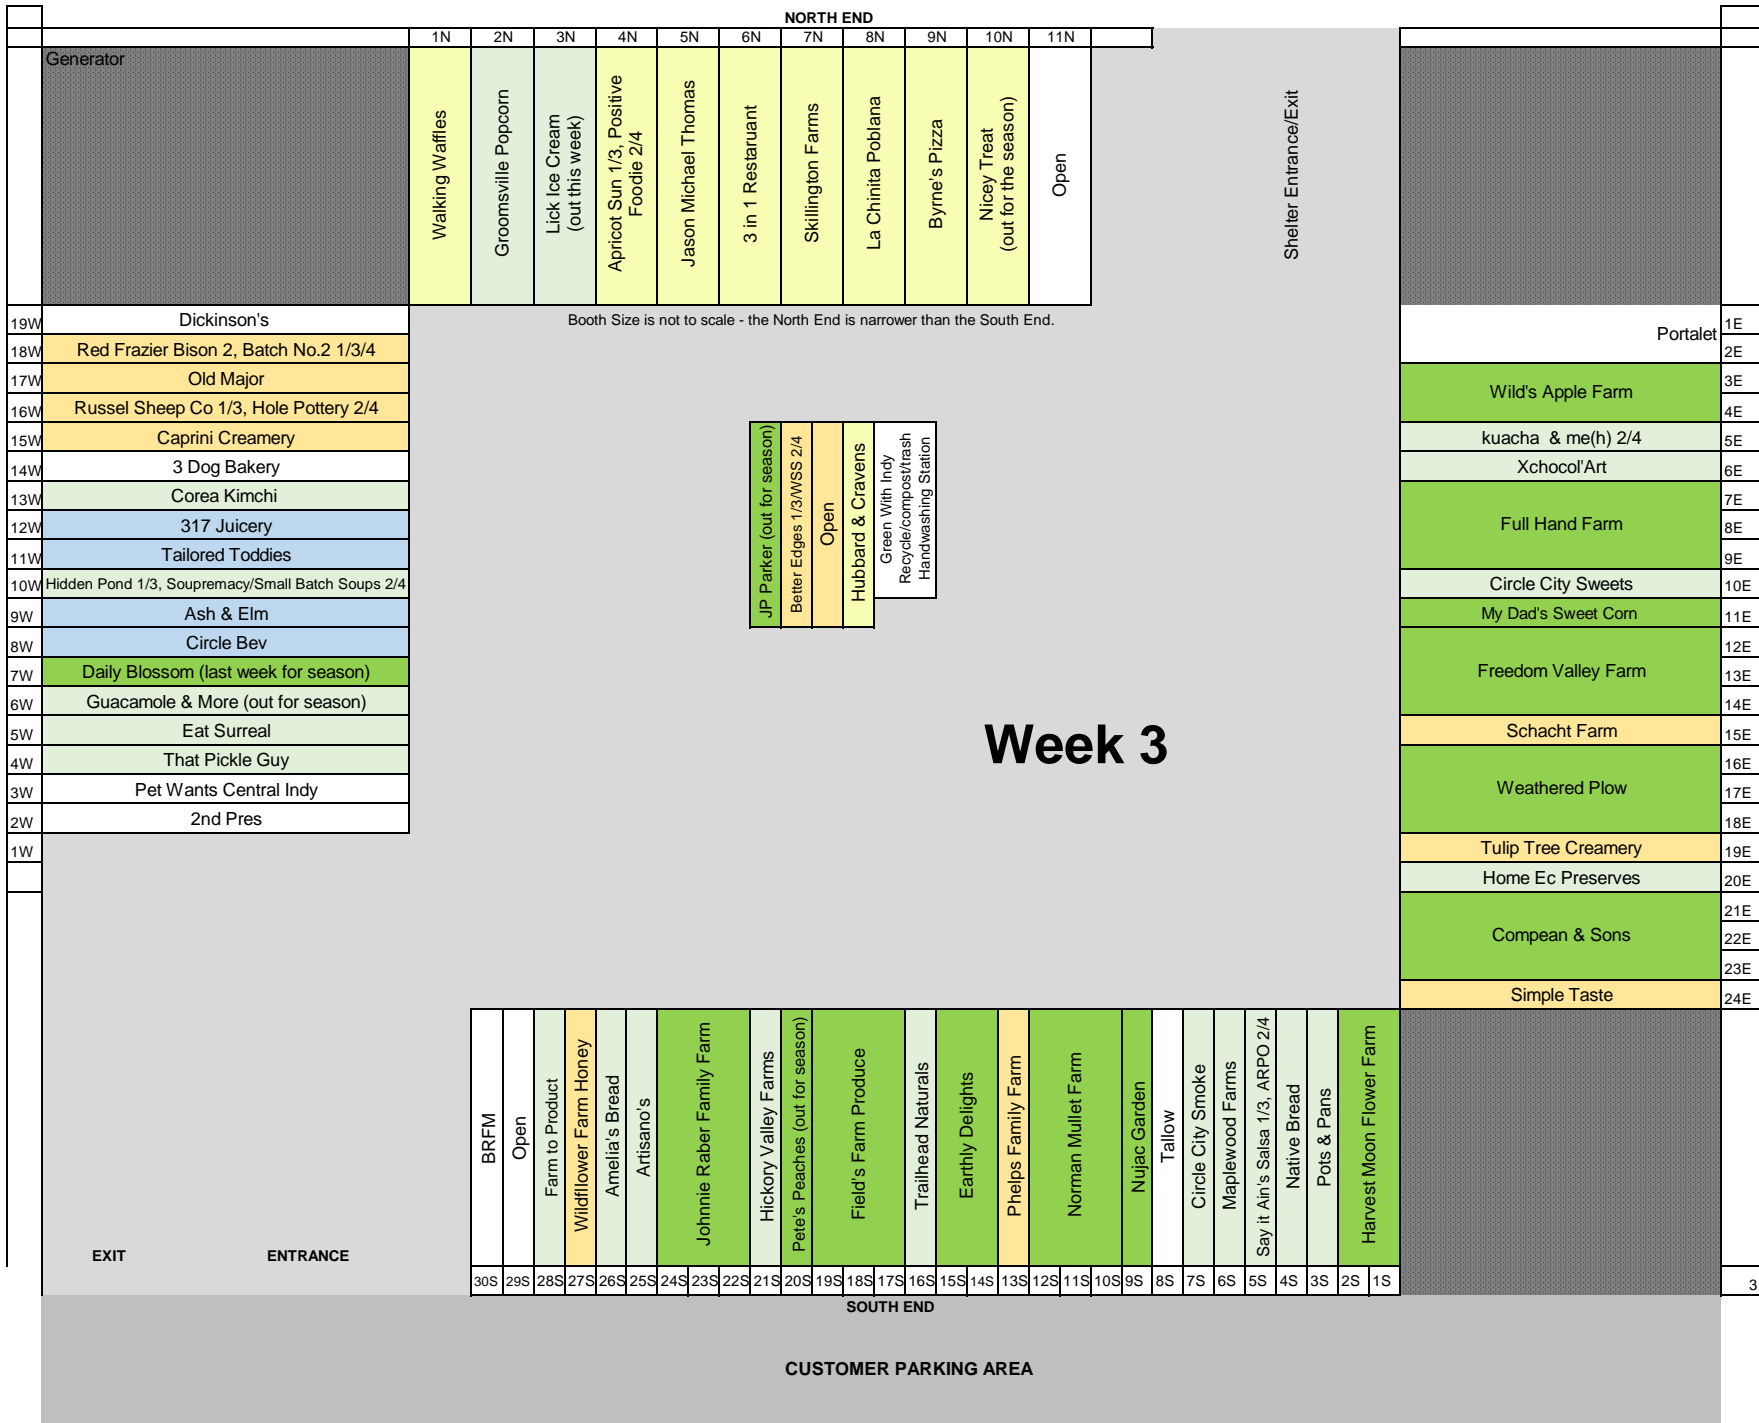 NORTH END
1N 2N 3N 4N 5N 6N 7N 8N 9N 10N 11N
Generator
Walking Waffles
Groomsville Popcorn
Lick Ice Cream
(out this week)
Apricot Sun 1/3, Positive
Foodie 2/4
Jason Michael Thomas
3 in 1 Restaruant
Skillington Farms
La Chinita Poblana
Byrne's Pizza
Nicey Treat
(out for the season)
Open
Shelter Entrance/Exit
Booth Size is not to scale - the North End is narrower than the South End.
19W Dickinson's
18W Red Frazier Bison 2, Batch No.2 1/3/4
17W Old Major
16W Russel Sheep Co 1/3, Hole Pottery 2/4
15W Caprini Creamery
14W 3 Dog Bakery
13W Corea Kimchi
12W 317 Juicery
11W Tailored Toddies
10W Hidden Pond 1/3, Soupremacy/Small Batch Soups 2/4
9W Ash & Elm
8W Circle Bev
7W Daily Blossom (last week for season)
6W Guacamole & More (out for season)
5W Eat Surreal
4W That Pickle Guy
3W Pet Wants Central Indy
2W 2nd Pres
1W
JP Parker (out for season)
Better Edges 1/3/WSS 2/4
Open
Hubbard & Cravens
Green With Indy
Recycle/compost/trash
Handwashing Station
Week 3
Portalet
1E
2E
Wild's Apple Farm
3E
4E
kuacha & me(h) 2/4 5E
Xchocol'Art 6E
7E
Full Hand Farm 8E
9E
Circle City Sweets 10E
My Dad's Sweet Corn 11E
12E
Freedom Valley Farm 13E
14E
Schacht Farm 15E
16E
Weathered Plow 17E
18E
Tulip Tree Creamery 19E
Home Ec Preserves 20E
21E
Compean & Sons 22E
23E
Simple Taste 24E
BRFM
Open
Farm to Product
Wildfllower Farm Honey
Amelia's Bread
Artisano's
Johnnie Raber Family Farm
Hickory Valley Farms
Pete's Peaches (out for season)
Field's Farm Produce
Trailhead Naturals
Earthly Delights
Phelps Family Farm
Norman Mullet Farm
Nujac Garden
Tallow
Circle City Smoke
Maplewood Farms
Say it Ain's Salsa 1/3, ARPO 2/4
Native Bread
Pots & Pans
Harvest Moon Flower Farm
EXIT ENTRANCE
30S 29S 28S 27S 26S 25S 24S 23S 22S 21S 20S 19S 18S 17S 16S 15S 14S 13S 12S 11S 10S 9S 8S 7S 6S 5S 4S 3S 2S 1S
3
SOUTH END
CUSTOMER PARKING AREA